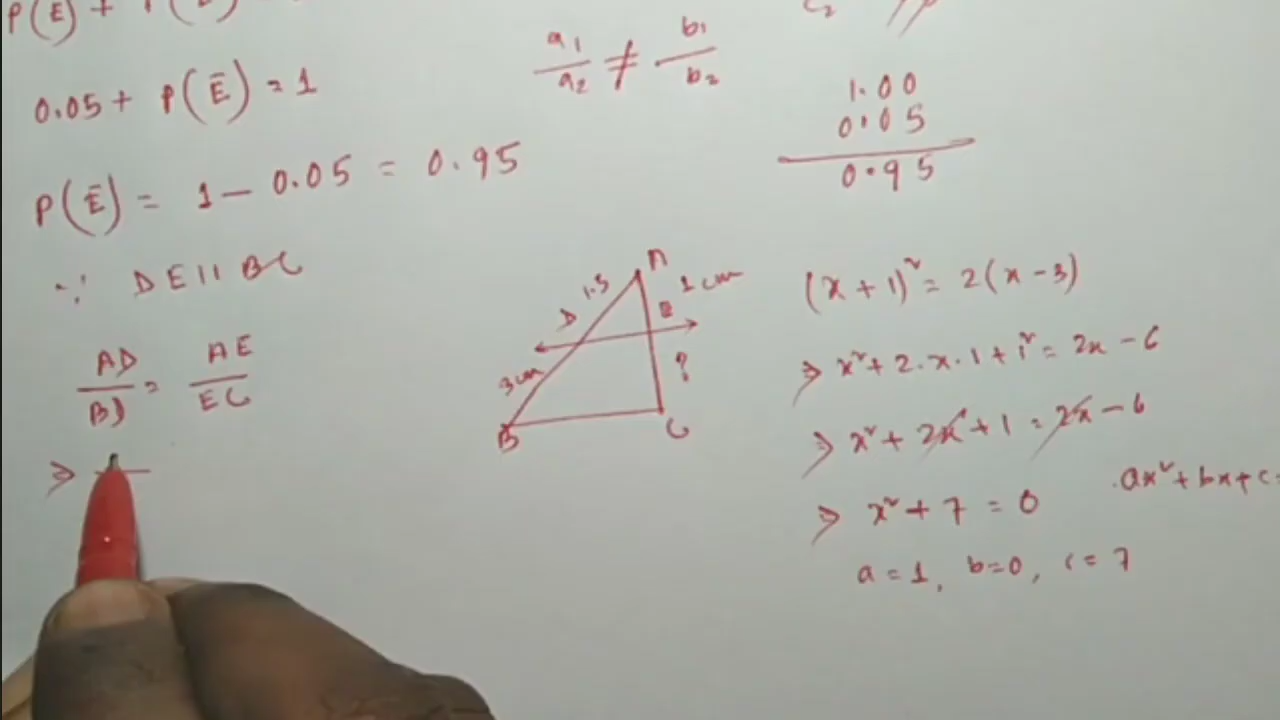 P(E) +
0.05 + P(Ē) = 1
P(Ē) = 1 - 0.05 = 0.95
∵ DE || BC
AD/BD = AE/EC
⇒
a1/a2 ≠ b1/b2
c2
1.00
0.05
0.95
A
1.5
1 cm
D
E
3cm
?
B
C
(x + 1)² = 2(x - 3)
⇒ x² + 2.x.1 + 1² = 2x - 6
⇒ x² + 2x + 1 = 2x - 6
⇒ x² + 7 = 0
ax² + bx + c =
a = 1, b = 0, c = 7